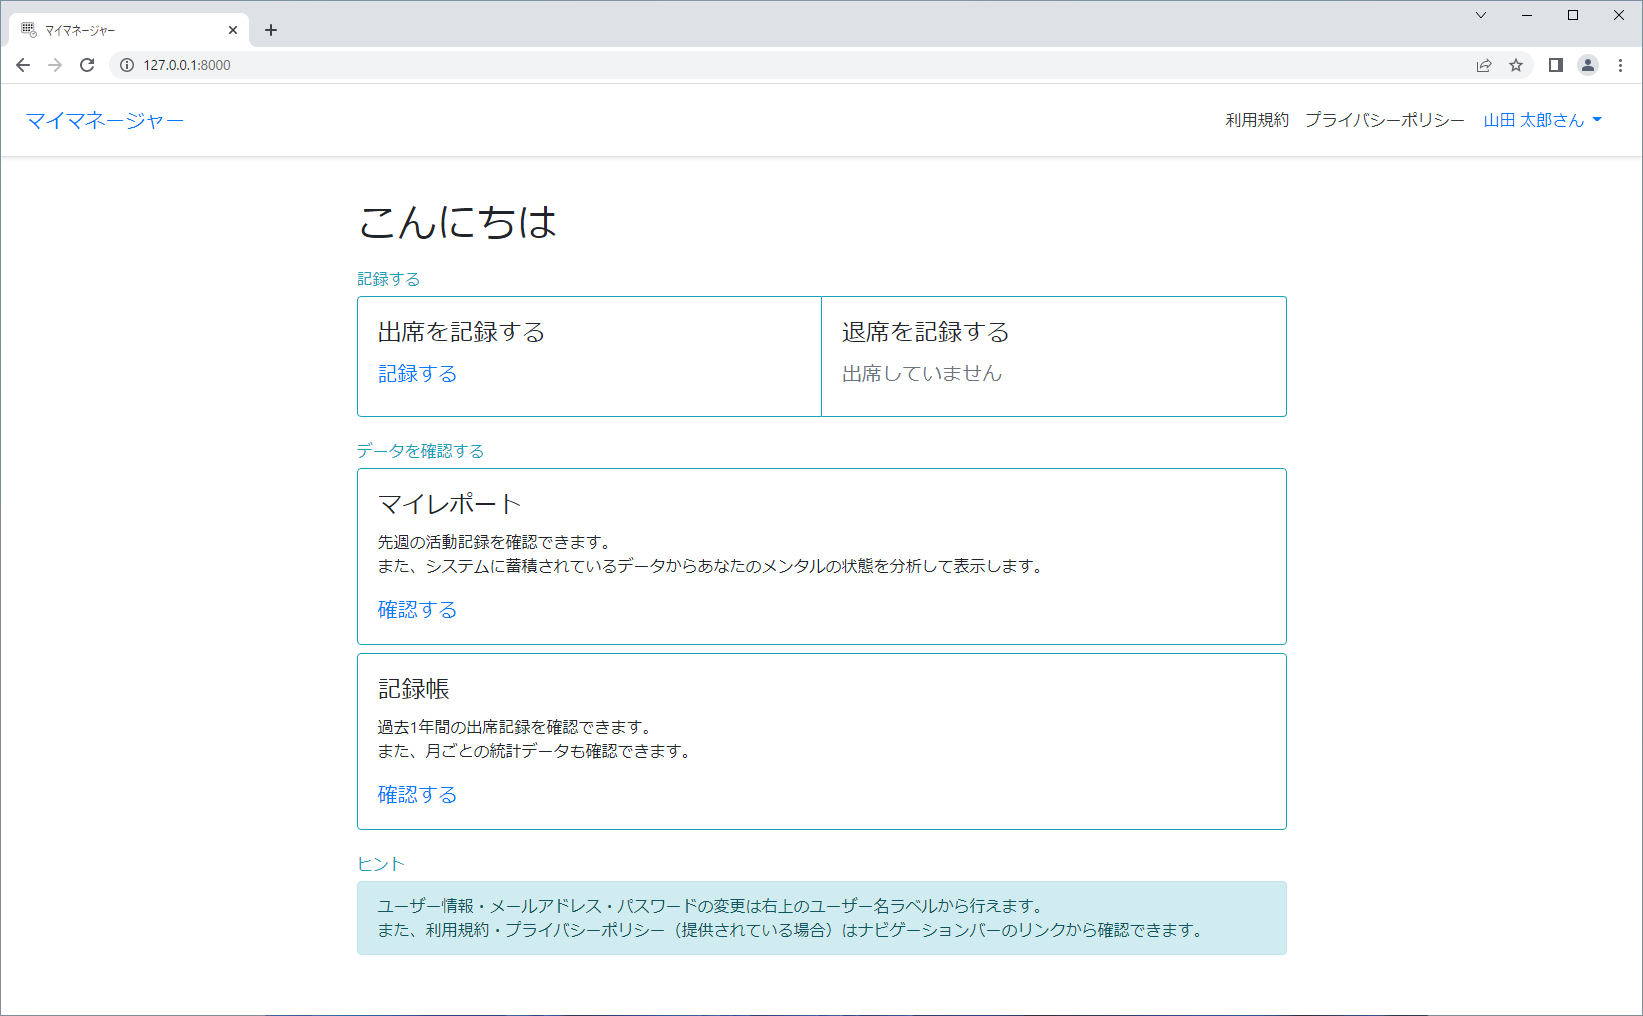 マイマネージャー
127.0.0.1:8000
マイマネージャー
利用規約 プライバシーポリシー 山田 太郎さん
こんにちは
記録する
出席を記録する
記録する
退席を記録する
出席していません
データを確認する
マイレポート
先週の活動記録を確認できます。
また、システムに蓄積されているデータからあなたのメンタルの状態を分析して表示します。
確認する
記録帳
過去1年間の出席記録を確認できます。
また、月ごとの統計データも確認できます。
確認する
ヒント
ユーザー情報・メールアドレス・パスワードの変更は右上のユーザー名ラベルから行えます。
また、利用規約・プライバシーポリシー（提供されている場合）はナビゲーションバーのリンクから確認できます。